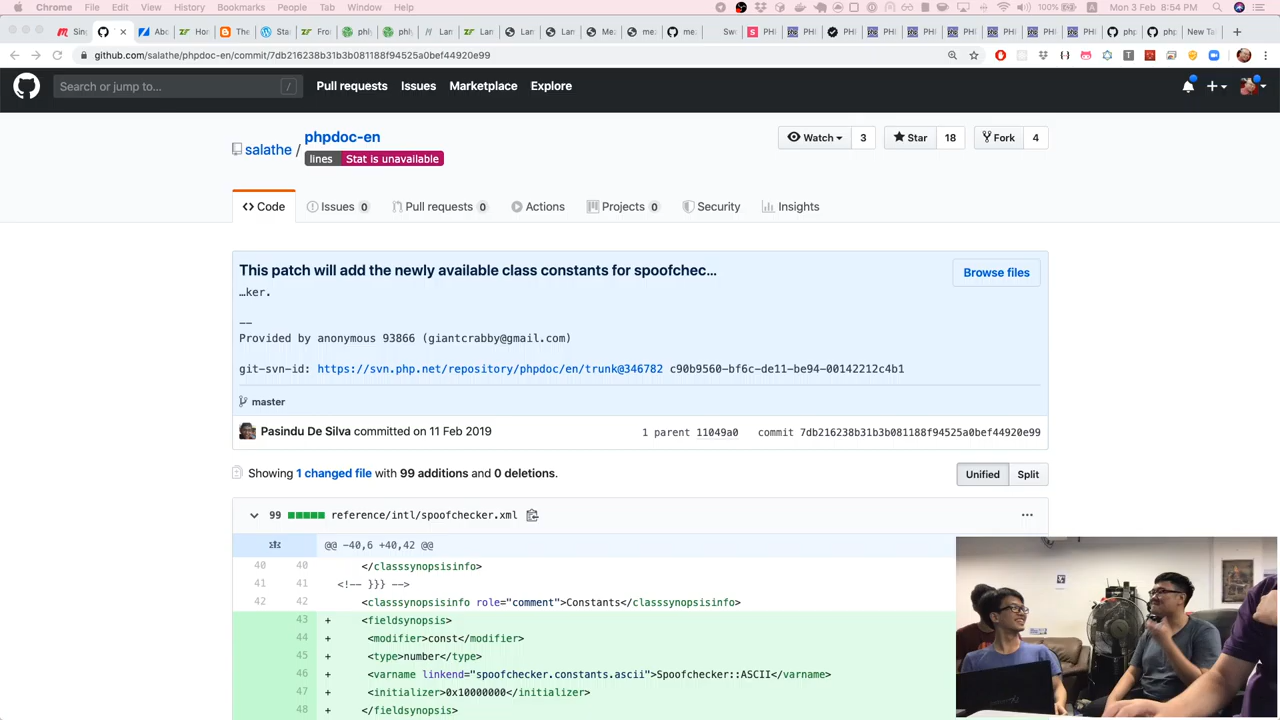 Chrome File Edit View History Bookmarks People Tab Window Help 100% Mon 3 Feb 8:54 PM
github.com/salathe/phpdoc-en/commit/7db216238b31b3b081188f94525a0bef44920e99
Search or jump to... / Pull requests Issues Marketplace Explore
salathe / phpdoc-en
lines Stat is unavailable
Watch 3 Star 18 Fork 4
<> Code Issues 0 Pull requests 0 Actions Projects 0 Security Insights
This patch will add the newly available class constants for spoofchec...
Browse files
…ker.
--
Provided by anonymous 93866 (giantcrabby@gmail.com)
git-svn-id: https://svn.php.net/repository/phpdoc/en/trunk@346782 c90b9560-bf6c-de11-be94-00142212c4b1
master
Pasindu De Silva committed on 11 Feb 2019 1 parent 11049a0 commit 7db216238b31b3b081188f94525a0bef44920e99
Showing 1 changed file with 99 additions and 0 deletions.
Unified Split
99 reference/intl/spoofchecker.xml
@@ -40,6 +40,42 @@
40 40 </classsynopsisinfo>
41 41 <!-- }}} -->
42 42 <classsynopsisinfo role="comment">Constants</classsynopsisinfo>
43 + <fieldsynopsis>
44 + <modifier>const</modifier>
45 + <type>number</type>
46 + <varname linkend="spoofchecker.constants.ascii">Spoofchecker::ASCII</varname>
47 + <initializer>0x10000000</initializer>
48 + </fieldsynopsis>